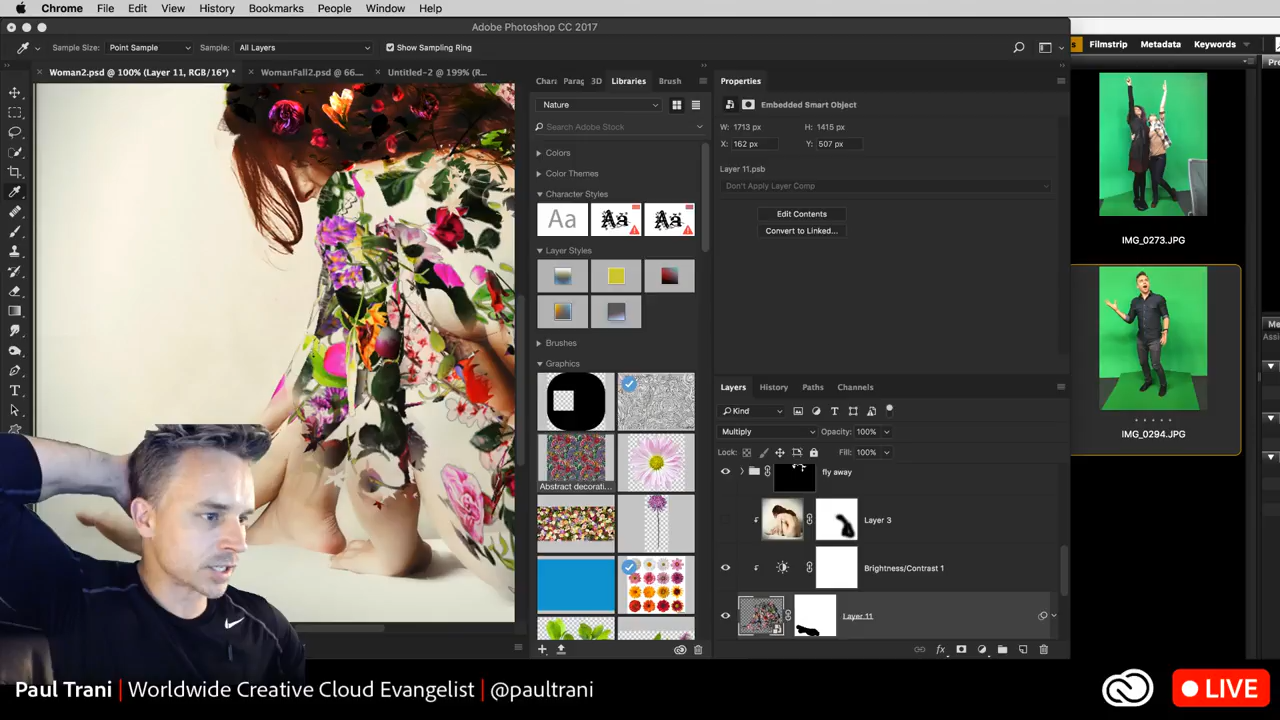 Chrome File Edit View History Bookmarks People Window Help
Adobe Photoshop CC 2017
Sample Size: Point Sample Sample: All Layers Show Sampling Ring
Filmstrip Metadata Keywords
Woman2.psd @ 100% (Layer 11, RGB/16*) * WomanFall2.psd @ 66.... Untitled-2 @ 199% (R...
Libraries Brush
3D
Properties
Nature
Embedded Smart Object
Search Adobe Stock
W: 1713 px H: 1415 px
X: 162 px Y: 507 px
Colors
Layer 11.psb
Color Themes
Don't Apply Layer Comp
Character Styles
Aa Aa Aa
Edit Contents
Convert to Linked...
IMG_0273.JPG
Layer Styles
Brushes
Graphics
Layers History Paths Channels
Kind
Multiply Opacity: 100%
IMG_0294.JPG
Lock: Fill: 100%
fly away
Abstract decorati...
Layer 3
Brightness/Contrast 1
Layer 11
fx
T
Paul Trani | Worldwide Creative Cloud Evangelist | @paultrani
LIVE